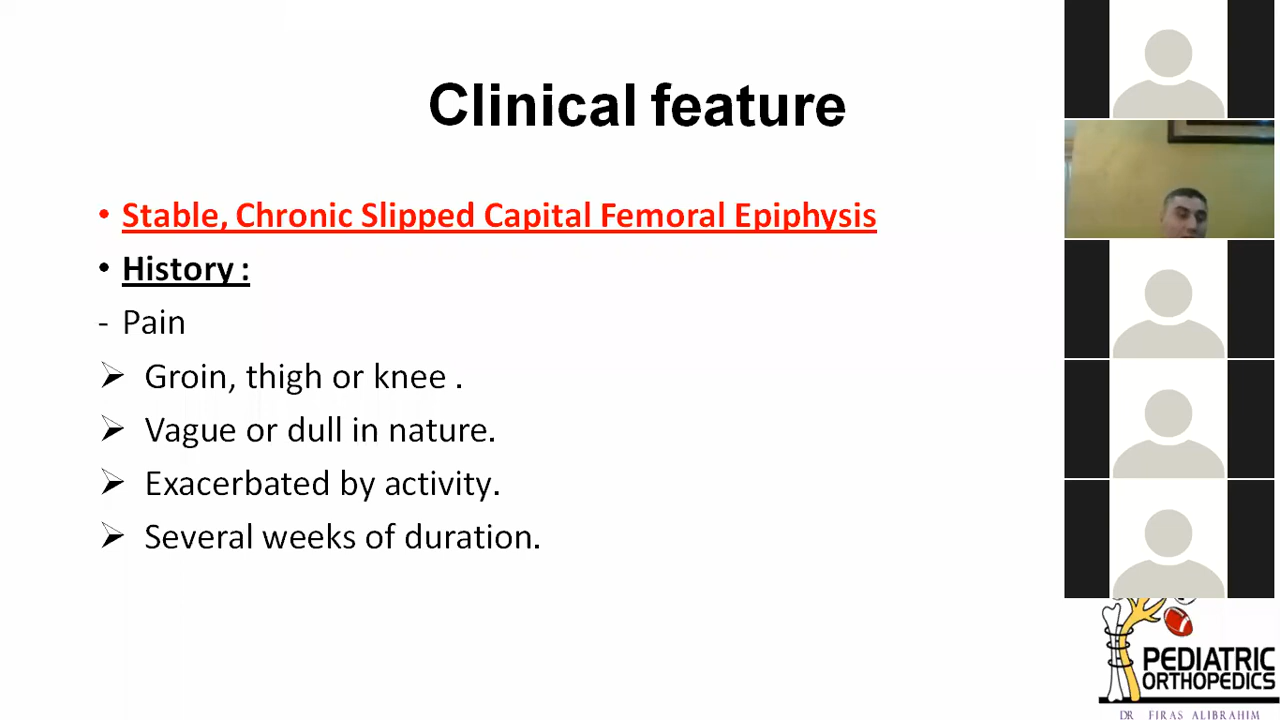 Clinical feature
• Stable, Chronic Slipped Capital Femoral Epiphysis
• History :
- Pain
➢ Groin, thigh or knee .
➢ Vague or dull in nature.
➢ Exacerbated by activity.
➢ Several weeks of duration.
PEDIATRIC
ORTHOPEDICS
DR FIRAS ALIBRAHIM